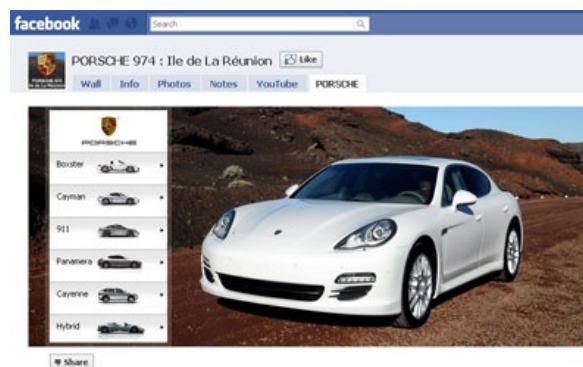 facebook
Search
PORSCHE 974 : Ile de La Réunion
Like
Wall Info Photos Notes YouTube PORSCHE
PORSCHE
Boxster
Cayman
911
Panamera
Cayenne
Hybrid
Share